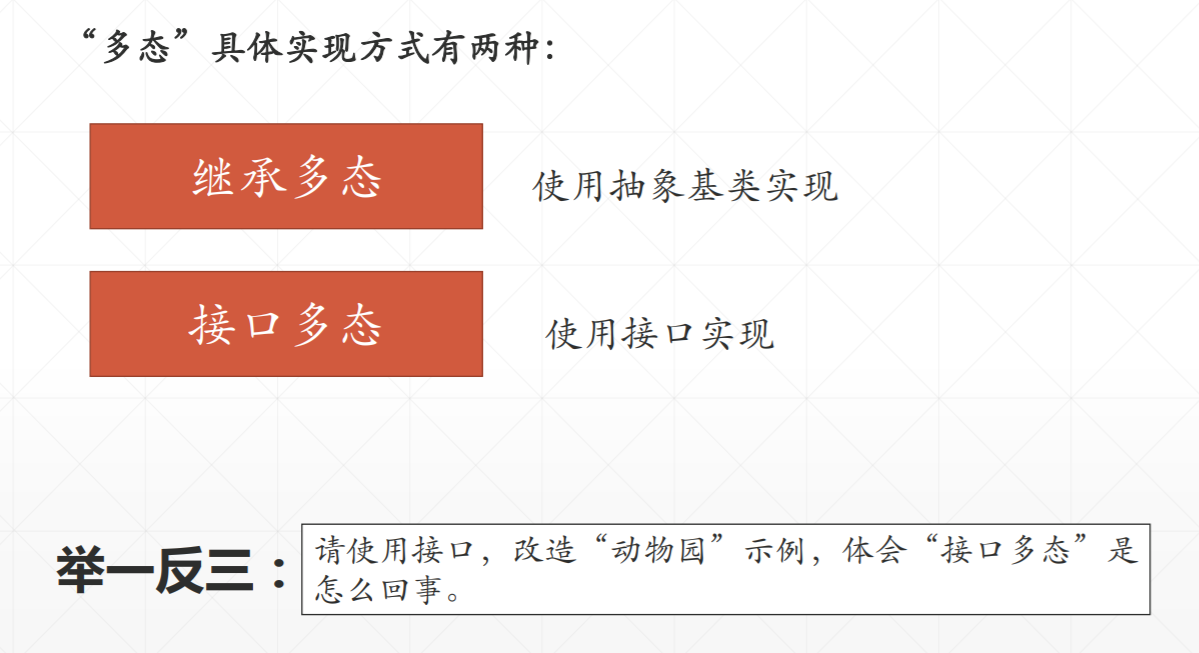 “多态”具体实现方式有两种：
继承多态
使用抽象基类实现
接口多态
使用接口实现
举一反三：
请使用接口，改造“动物园”示例，体会“接口多态”是
怎么回事。